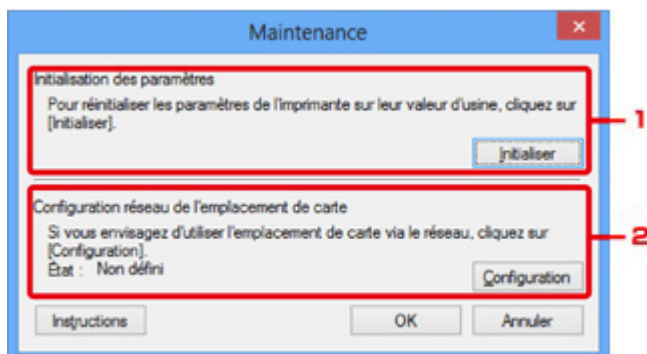 Maintenance
Initialisation des paramètres
Pour réinitialiser les paramètres de l'imprimante sur leur valeur d'usine, cliquez sur
[Initialiser].
1
Initialiser
Configuration réseau de l'emplacement de carte
Si vous envisagez d'utiliser l'emplacement de carte via le réseau, cliquez sur
[Configuration].
2
État : Non défini
Configuration
Instructions OK Annuler